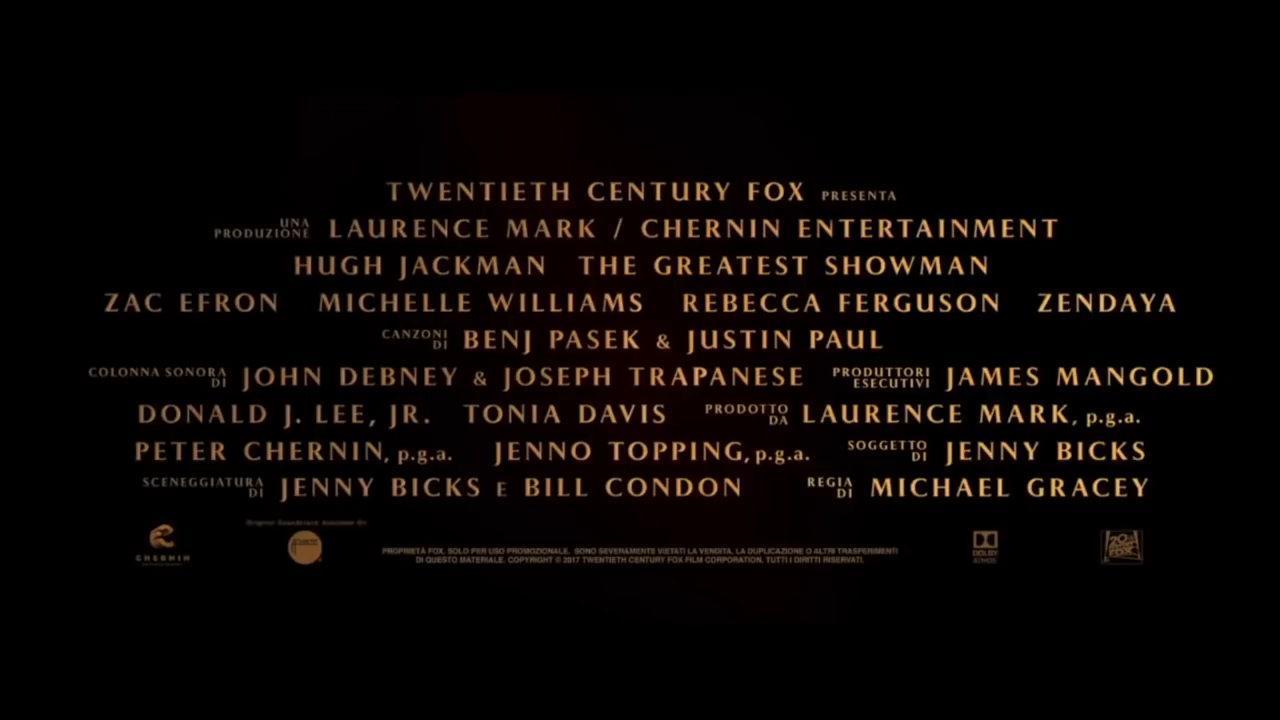 TWENTIETH CENTURY FOX PRESENTA
UNA PRODUZIONE LAURENCE MARK / CHERNIN ENTERTAINMENT
HUGH JACKMAN THE GREATEST SHOWMAN
ZAC EFRON MICHELLE WILLIAMS REBECCA FERGUSON ZENDAYA
CANZONI DI BENJ PASEK & JUSTIN PAUL
COLONNA SONORA DI JOHN DEBNEY & JOSEPH TRAPANESE PRODUTTORI ESECUTIVI JAMES MANGOLD
DONALD J. LEE, JR. TONIA DAVIS PRODOTTO DA LAURENCE MARK, p.g.a.
PETER CHERNIN, p.g.a. JENNO TOPPING, p.g.a. SOGGETTO DI JENNY BICKS
SCENEGGIATURA DI JENNY BICKS E BILL CONDON REGIA DI MICHAEL GRACEY
Original Soundtrack Available On
CHERNIN
PROPRIETÀ FOX. SOLO PER USO PROMOZIONALE. SONO SEVERAMENTE VIETATI LA VENDITA, LA DUPLICAZIONE O ALTRI TRASFERIMENTI
DI QUESTO MATERIALE. COPYRIGHT © 2017 TWENTIETH CENTURY FOX FILM CORPORATION. TUTTI I DIRITTI RISERVATI.
DOLBY ATMOS
20th CENTURY FOX